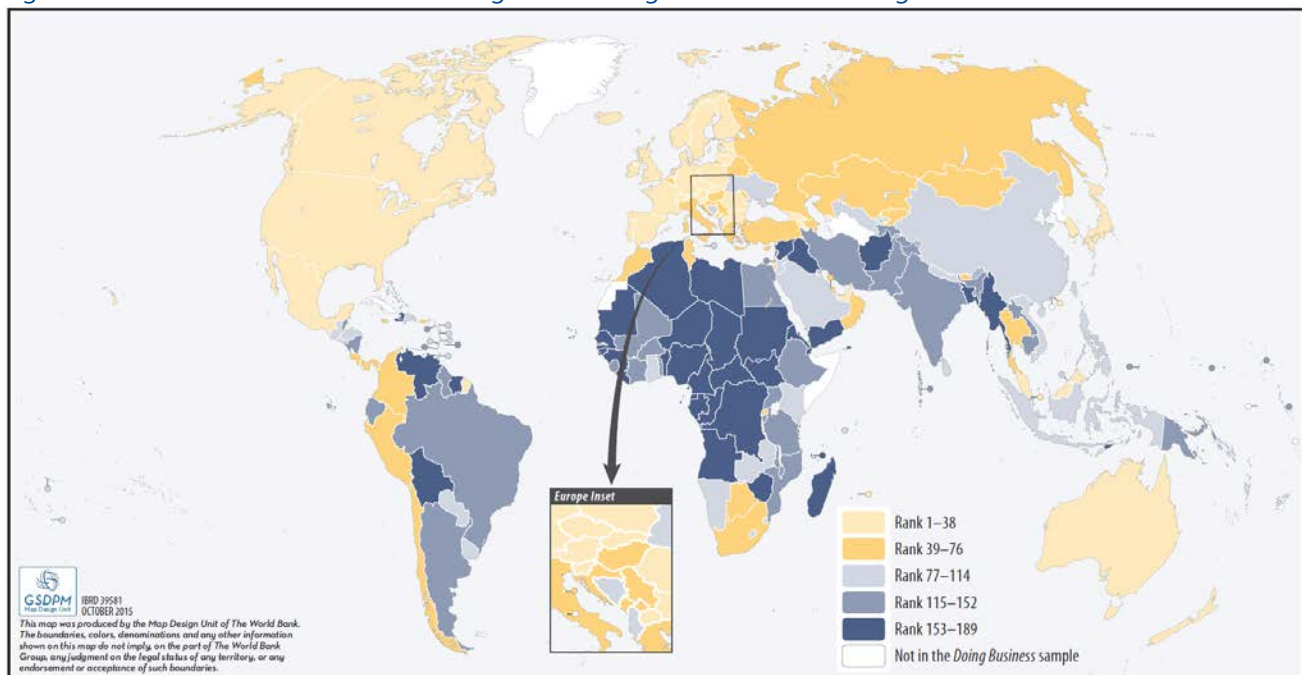 Europe Inset
Rank 1–38
Rank 39–76
Rank 77–114
Rank 115–152
Rank 153–189
Not in the Doing Business sample
GSDPM
Map Design Unit
IBRD 39581
OCTOBER 2015
This map was produced by the Map Design Unit of The World Bank.
The boundaries, colors, denominations and any other information
shown on this map do not imply, on the part of The World Bank
Group, any judgment on the legal status of any territory, or any
endorsement or acceptance of such boundaries.